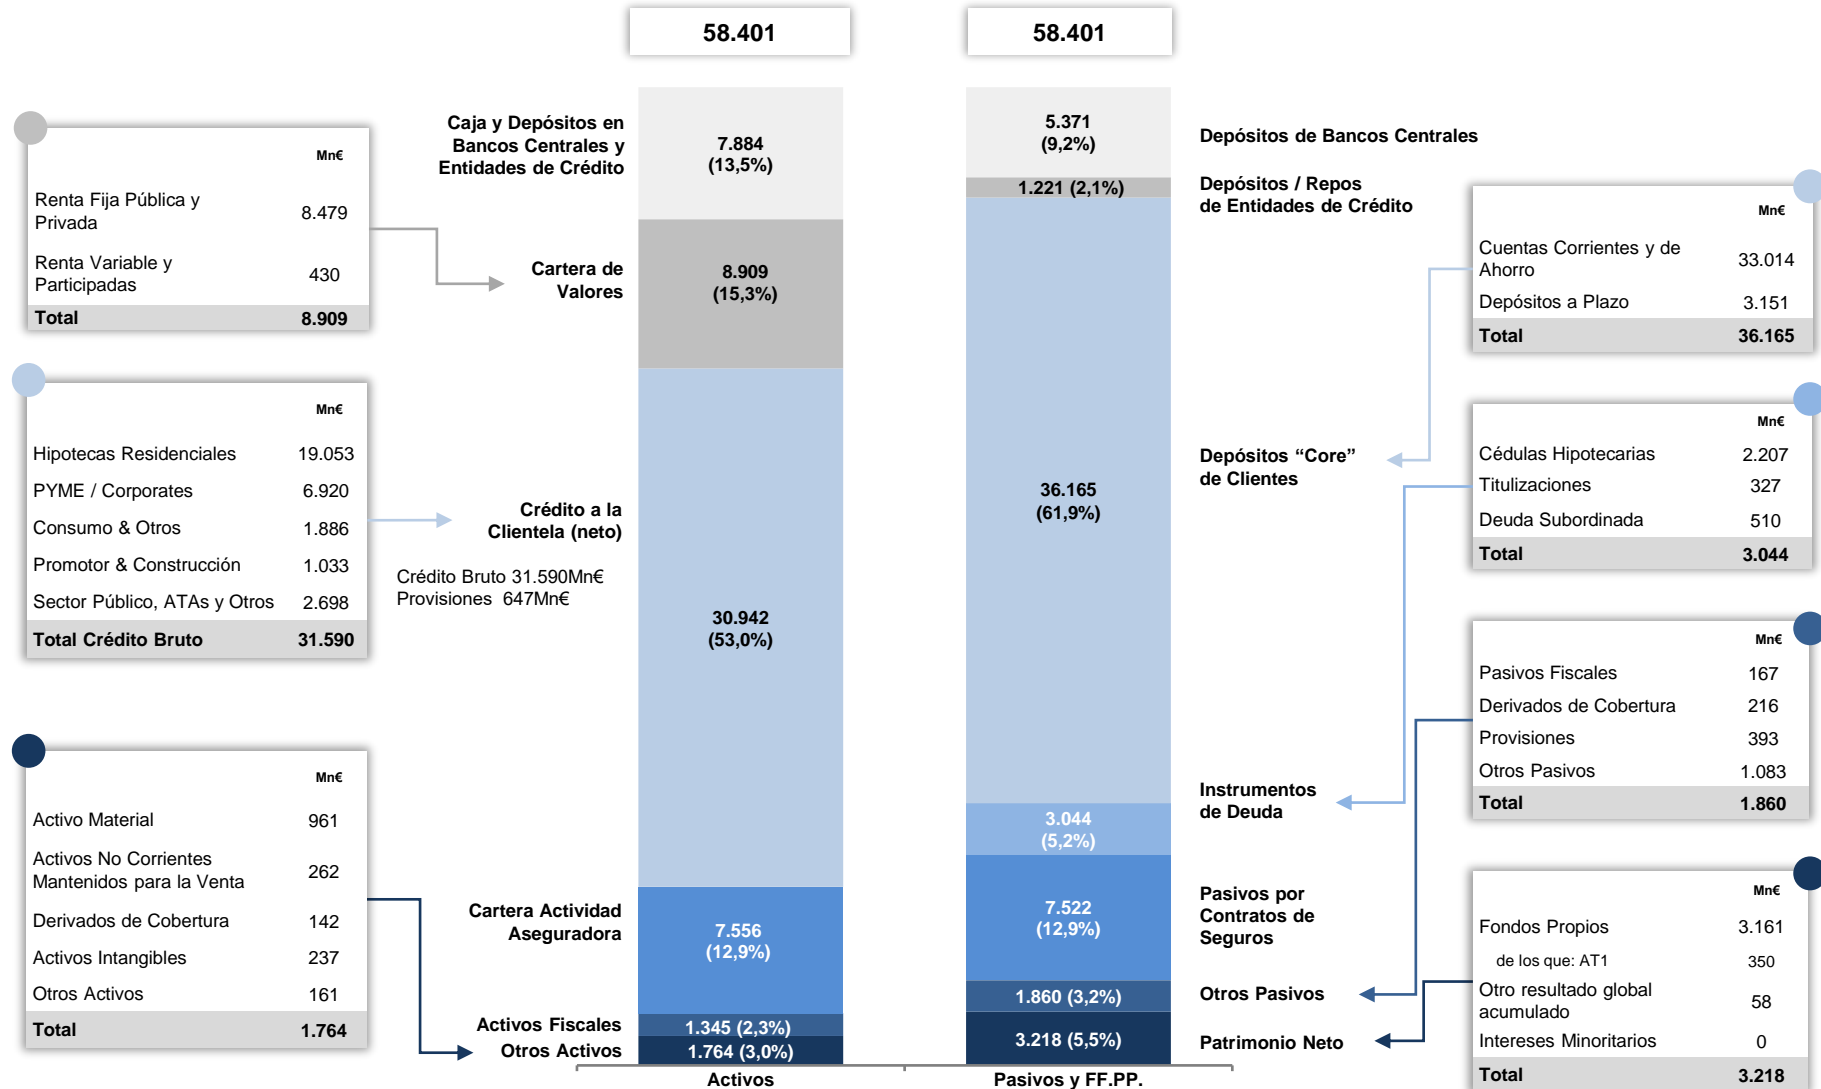 58.401
58.401
Mn€
Renta Fija Pública y
Privada
8.479
Renta Variable y
Participadas
430
Total 8.909
Mn€
Hipotecas Residenciales 19.053
PYME / Corporates 6.920
Consumo & Otros 1.886
Promotor & Construcción 1.033
Sector Público, ATAs y Otros 2.698
Total Crédito Bruto 31.590
Mn€
Activo Material 961
Activos No Corrientes
Mantenidos para la Venta
262
Derivados de Cobertura 142
Activos Intangibles 237
Otros Activos 161
Total 1.764
Caja y Depósitos en
Bancos Centrales y
Entidades de Crédito
Cartera de
Valores
Crédito a la
Clientela (neto)
Crédito Bruto 31.590Mn€
Provisiones 647Mn€
Cartera Actividad
Aseguradora
Activos Fiscales
Otros Activos
7.884
(13,5%)
8.909
(15,3%)
30.942
(53,0%)
7.556
(12,9%)
1.345 (2,3%)
1.764 (3,0%)
Activos
5.371
(9,2%)
1.221 (2,1%)
36.165
(61,9%)
3.044
(5,2%)
7.522
(12,9%)
1.860 (3,2%)
3.218 (5,5%)
Pasivos y FF.PP.
Depósitos de Bancos Centrales
Depósitos / Repos
de Entidades de Crédito
Depósitos “Core”
de Clientes
Instrumentos
de Deuda
Pasivos por
Contratos de
Seguros
Otros Pasivos
Patrimonio Neto
Mn€
Cuentas Corrientes y de
Ahorro
33.014
Depósitos a Plazo 3.151
Total 36.165
Mn€
Cédulas Hipotecarias 2.207
Titulizaciones 327
Deuda Subordinada 510
Total 3.044
Mn€
Pasivos Fiscales 167
Derivados de Cobertura 216
Provisiones 393
Otros Pasivos 1.083
Total 1.860
Mn€
Fondos Propios 3.161
de los que: AT1 350
Otro resultado global
acumulado
58
Intereses Minoritarios 0
Total 3.218